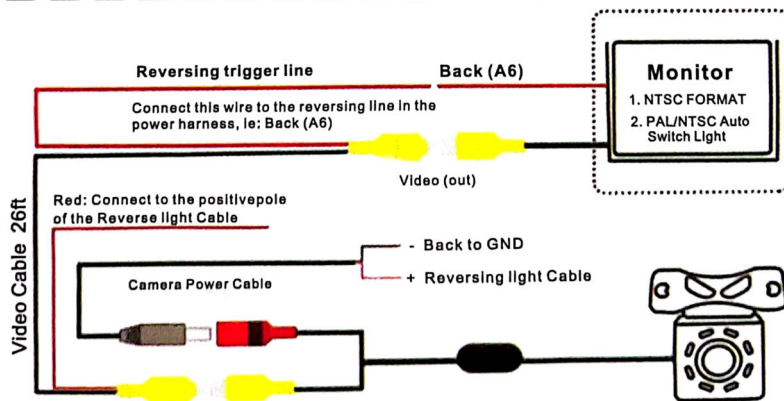 Reversing trigger line
Back (A6)
Connect this wire to the reversing line in the
power harness, ie: Back (A6)
Monitor
1. NTSC FORMAT
2. PAL/NTSC Auto
Switch Light
Video (out)
Red: Connect to the positivepole
of the Reverse light Cable
Video Cable 26ft
- Back to GND
+ Reversing light Cable
Camera Power Cable